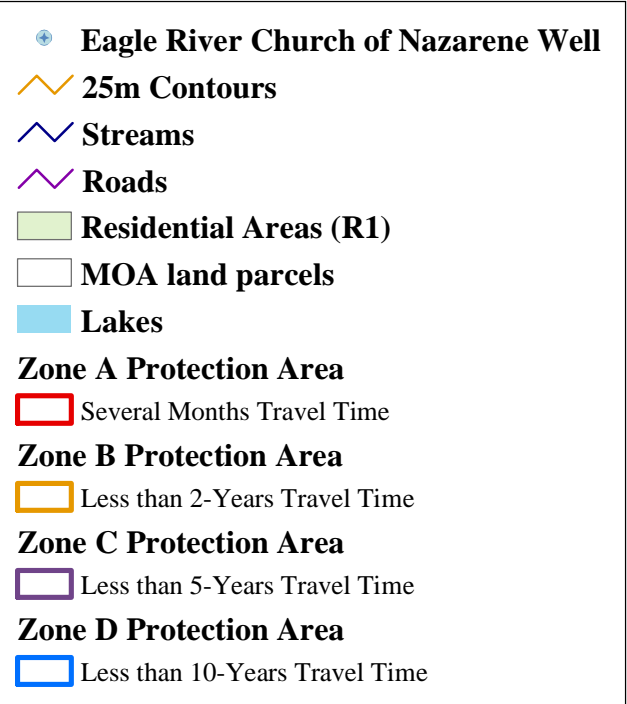 Eagle River Church of Nazarene Well
25m Contours
Streams
Roads
Residential Areas (R1)
MOA land parcels
Lakes
Zone A Protection Area
Several Months Travel Time
Zone B Protection Area
Less than 2-Years Travel Time
Zone C Protection Area
Less than 5-Years Travel Time
Zone D Protection Area
Less than 10-Years Travel Time